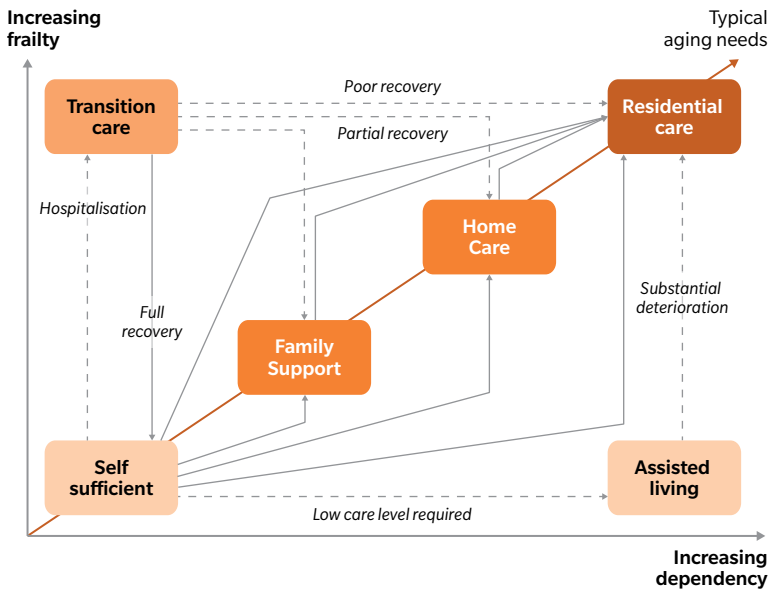 Increasing
frailty
Typical
aging needs
Transition
care
Poor recovery
Partial recovery
Residential
care
Hospitalisation
Home
Care
Substantial
deterioration
Full
recovery
Family
Support
Self
sufficient
Assisted
living
Low care level required
Increasing
dependency